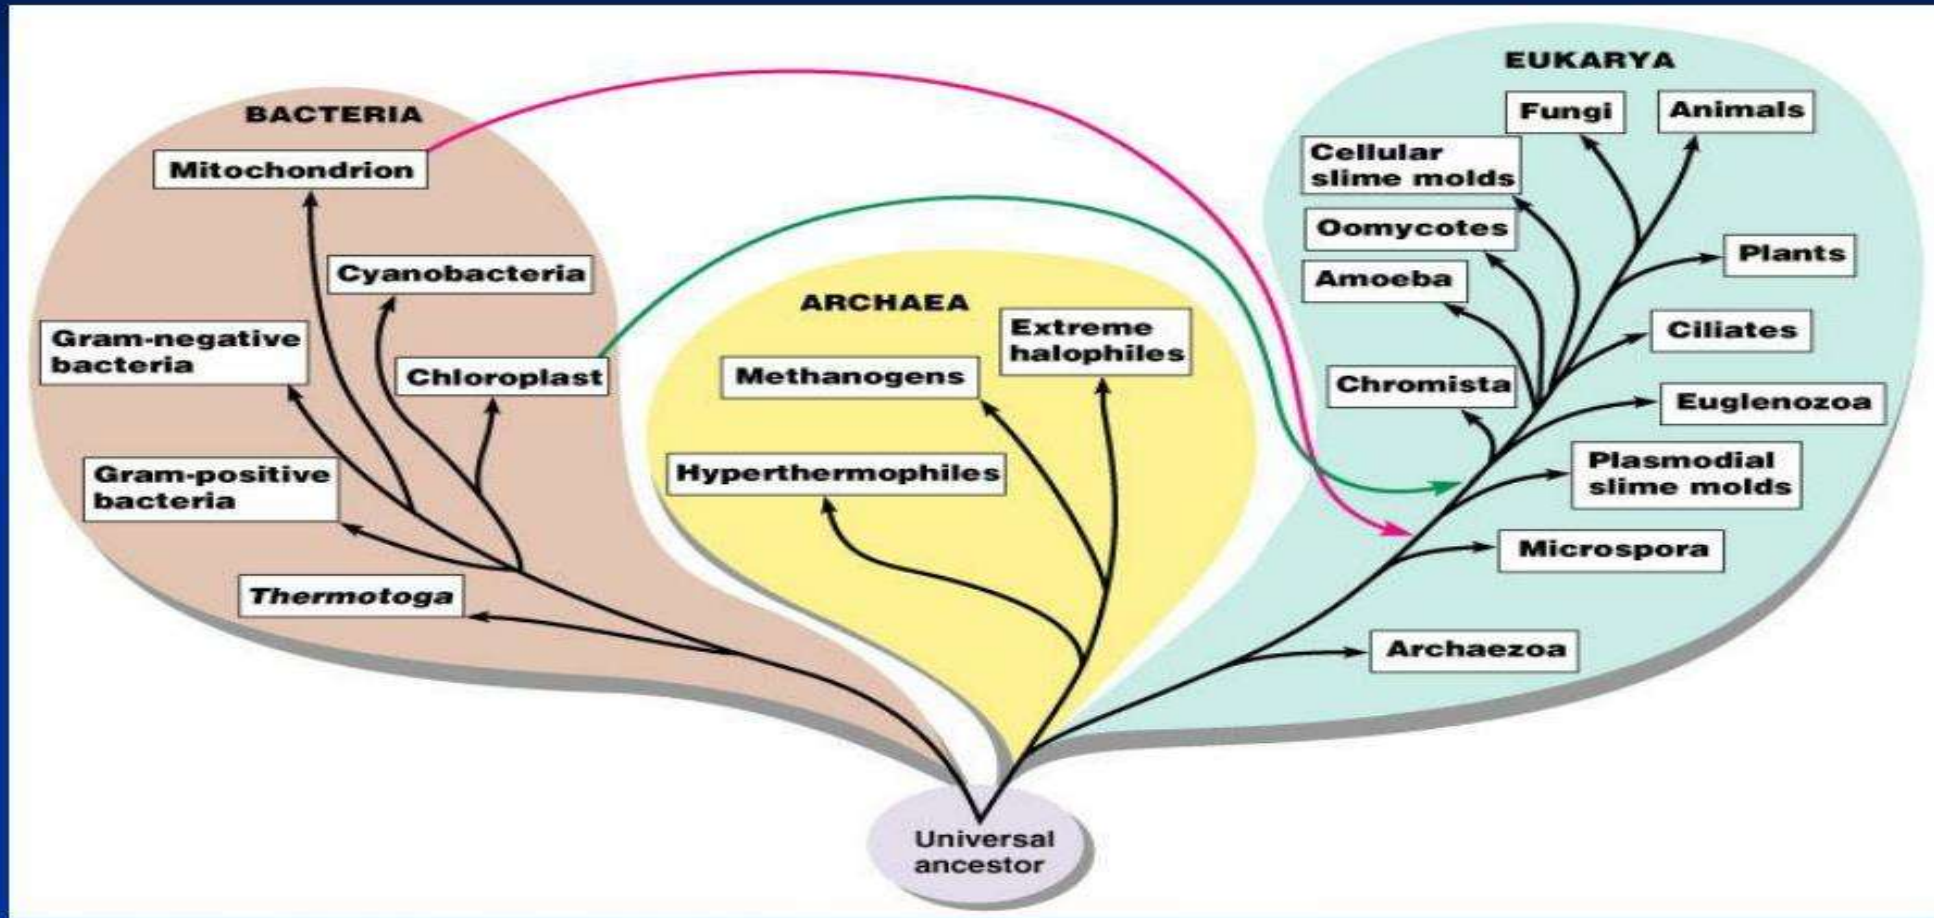 BACTERIA
Mitochondrion
Cyanobacteria
Gram-negative
bacteria
Chloroplast
Gram-positive
bacteria
Thermotoga
ARCHAEA
Extreme
halophiles
Methanogens
Hyperthermophiles
EUKARYA
Fungi
Animals
Cellular
slime molds
Oomycotes
Plants
Amoeba
Ciliates
Chromista
Euglenozoa
Plasmodial
slime molds
Microspora
Archaezoa
Universal
ancestor